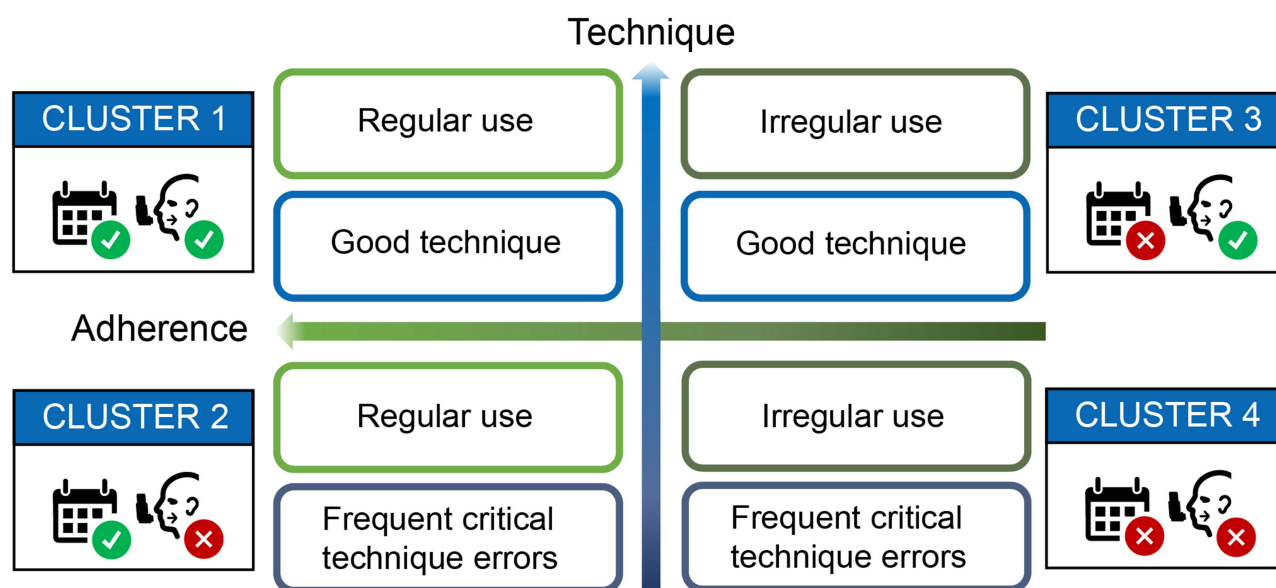 Technique
CLUSTER 1
Regular use
Irregular use
CLUSTER 3
Good technique
Good technique
Adherence
CLUSTER 2
Regular use
Irregular use
CLUSTER 4
Frequent critical
technique errors
Frequent critical
technique errors